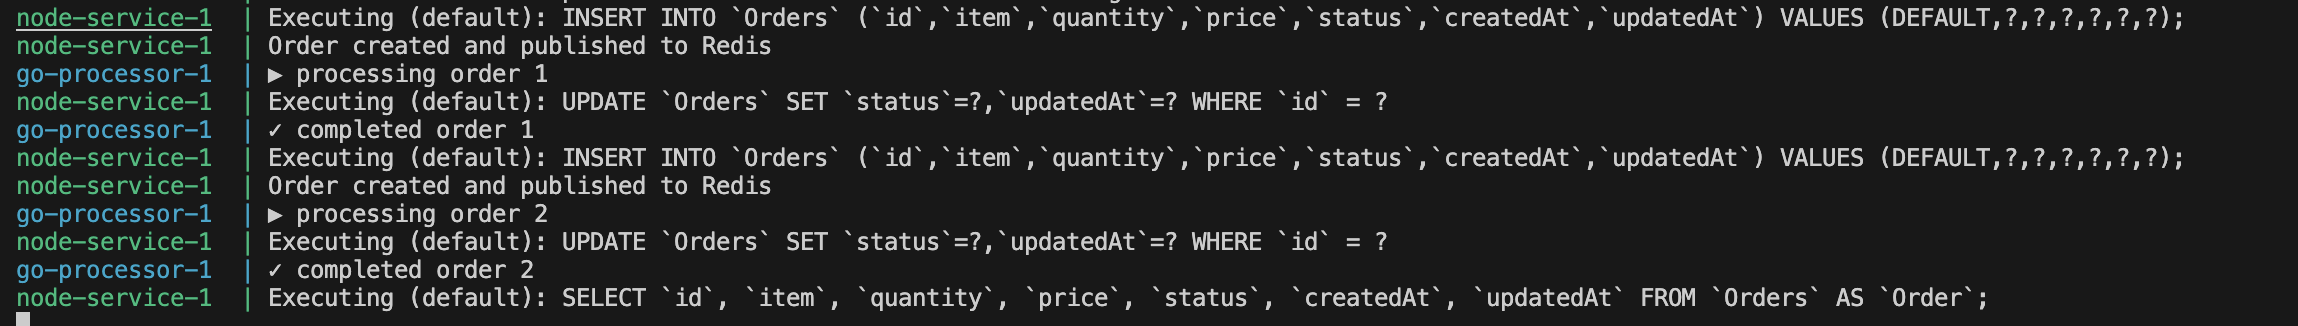 node-service-1  | Executing (default): INSERT INTO `Orders` (`id`,`item`,`quantity`,`price`,`status`,`createdAt`,`updatedAt`) VALUES (DEFAULT,?,?,?,?,?,?);
node-service-1  | Order created and published to Redis
go-processor-1  | ▶ processing order 1
node-service-1  | Executing (default): UPDATE `Orders` SET `status`=?,`updatedAt`=? WHERE `id` = ?
go-processor-1  | ✓ completed order 1
node-service-1  | Executing (default): INSERT INTO `Orders` (`id`,`item`,`quantity`,`price`,`status`,`createdAt`,`updatedAt`) VALUES (DEFAULT,?,?,?,?,?,?);
node-service-1  | Order created and published to Redis
go-processor-1  | ▶ processing order 2
node-service-1  | Executing (default): UPDATE `Orders` SET `status`=?,`updatedAt`=? WHERE `id` = ?
go-processor-1  | ✓ completed order 2
node-service-1  | Executing (default): SELECT `id`, `item`, `quantity`, `price`, `status`, `createdAt`, `updatedAt` FROM `Orders` AS `Order`;